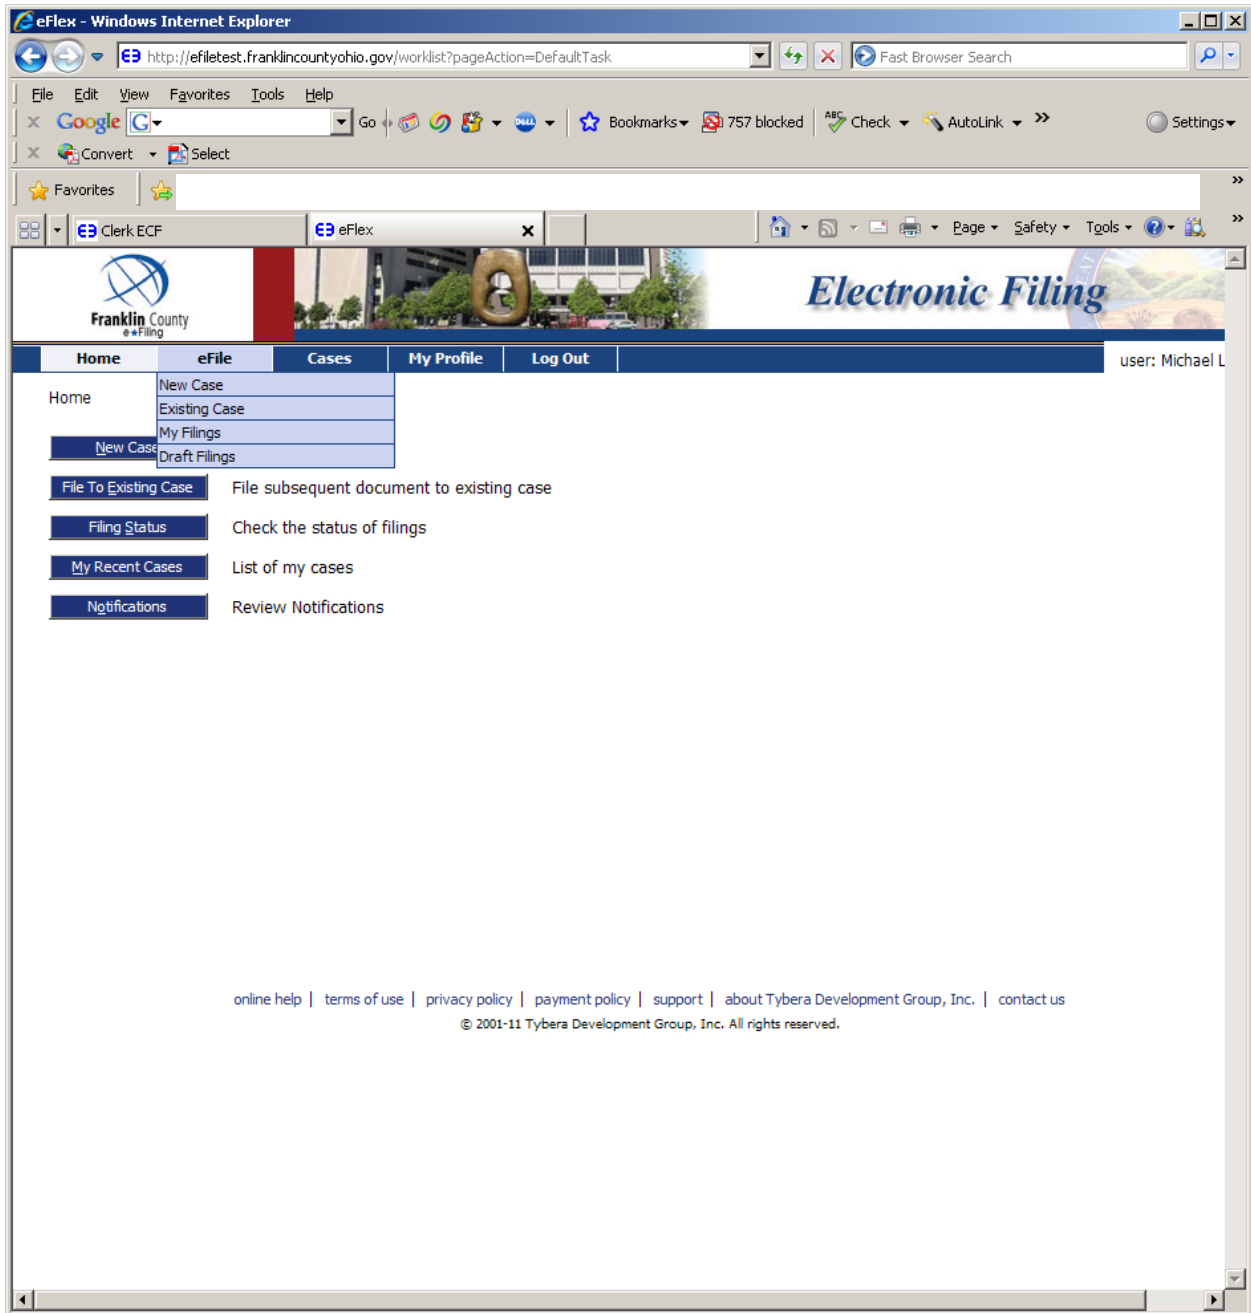 eFlex - Windows Internet Explorer
http://efiletest.franklincountyohio.gov/worklist?pageAction=DefaultTask
Fast Browser Search
File Edit View Favorites Tools Help
x Google G Go DELL Bookmarks 757 blocked ABC Check AutoLink >> Settings
x Convert Select
Favorites >>
Clerk ECF eFlex x Page Safety Tools >>
Franklin County
e★Filing
Electronic Filing
Home eFile Cases My Profile Log Out user: Michael L
New Case
Home
Existing Case
My Filings
New Case
Draft Filings
File To Existing Case File subsequent document to existing case
Filing Status Check the status of filings
My Recent Cases List of my cases
Notifications Review Notifications
online help | terms of use | privacy policy | payment policy | support | about Tybera Development Group, Inc. | contact us
© 2001-11 Tybera Development Group, Inc. All rights reserved.